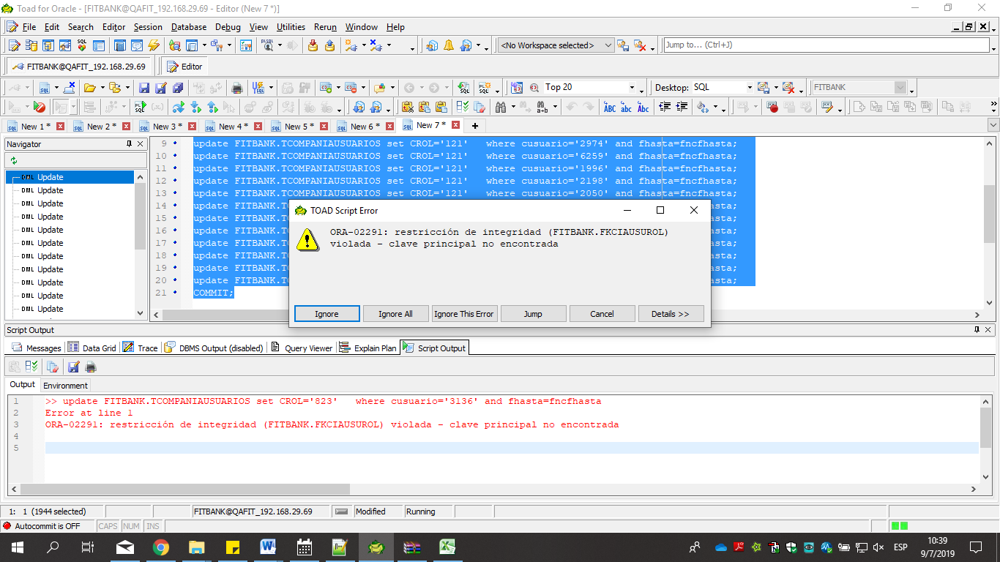 Toad for Oracle - [FITBANK@QAFIT_192.168.29.69 - Editor (New 7 *)]
File Edit Search Editor Session Database Debug View Utilities Rerun Window Help
<No Workspace selected> Jump to... (Ctrl+J)
FITBANK@QAFIT_192.168.29.69 Editor
Top 20 Desktop: SQL FITBANK
New 1 * New 2 * New 3 * New 4 * New 5 * New 6 * New 7 *
Navigator
DML Update
DML Update
DML Update
DML Update
DML Update
DML Update
DML Update
DML Update
DML Update
DML Update
DML Update
9 update FITBANK.TCOMPANIAUSUARIOS set CROL='121' where cusuario='2974' and fhasta=fncfhasta;
10 update FITBANK.TCOMPANIAUSUARIOS set CROL='121' where cusuario='6259' and fhasta=fncfhasta;
11 update FITBANK.TCOMPANIAUSUARIOS set CROL='121' where cusuario='1996' and fhasta=fncfhasta;
12 update FITBANK.TCOMPANIAUSUARIOS set CROL='121' where cusuario='2198' and fhasta=fncfhasta;
13 update FITBANK.TCOMPANIAUSUARIOS set CROL='121' where cusuario='2050' and fhasta=fncfhasta;
14 update FITBANK.TC asta=fncfhasta;
15 update FITBANK.TC asta=fncfhasta;
16 update FITBANK.TC asta=fncfhasta;
17 update FITBANK.TC asta=fncfhasta;
18 update FITBANK.TC asta=fncfhasta;
19 update FITBANK.TC asta=fncfhasta;
20 update FITBANK.TC asta=fncfhasta;
21 COMMIT;
TOAD Script Error
ORA-02291: restricción de integridad (FITBANK.FKCIAUSUROL)
violada - clave principal no encontrada
Ignore Ignore All Ignore This Error Jump Cancel Details >>
Script Output
Messages Data Grid Trace DBMS Output (disabled) Query Viewer Explain Plan Script Output
Output Environment
1 >> update FITBANK.TCOMPANIAUSUARIOS set CROL='823' where cusuario='3136' and fhasta=fncfhasta
2 Error at line 1
3 ORA-02291: restricción de integridad (FITBANK.FKCIAUSUROL) violada - clave principal no encontrada
4
5
1: 1 (1944 selected) FITBANK@QAFIT_192.168.29.69 Modified Running
Autocommit is OFF CAPS NUM INS
ESP 10:39
9/7/2019